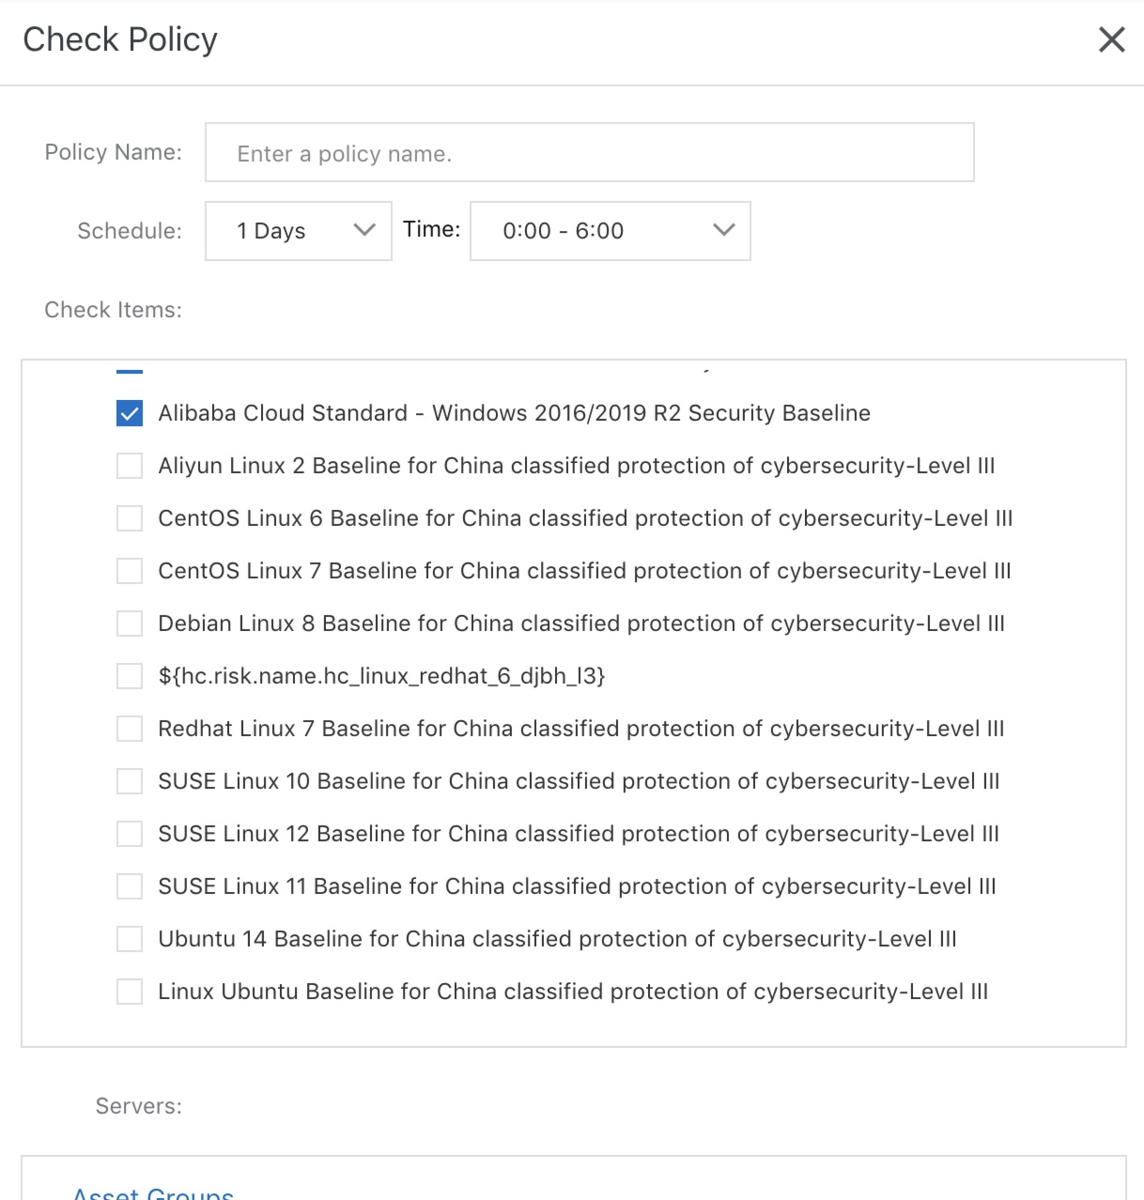 Check Policy
Policy Name: Enter a policy name.
Schedule: 1 Days Time: 0:00 - 6:00
Check Items:
Alibaba Cloud Standard - Windows 2016/2019 R2 Security Baseline
Aliyun Linux 2 Baseline for China classified protection of cybersecurity-Level III
CentOS Linux 6 Baseline for China classified protection of cybersecurity-Level III
CentOS Linux 7 Baseline for China classified protection of cybersecurity-Level III
Debian Linux 8 Baseline for China classified protection of cybersecurity-Level III
${hc.risk.name.hc_linux_redhat_6_djbh_l3}
Redhat Linux 7 Baseline for China classified protection of cybersecurity-Level III
SUSE Linux 10 Baseline for China classified protection of cybersecurity-Level III
SUSE Linux 12 Baseline for China classified protection of cybersecurity-Level III
SUSE Linux 11 Baseline for China classified protection of cybersecurity-Level III
Ubuntu 14 Baseline for China classified protection of cybersecurity-Level III
Linux Ubuntu Baseline for China classified protection of cybersecurity-Level III
Servers:
Asset Groups